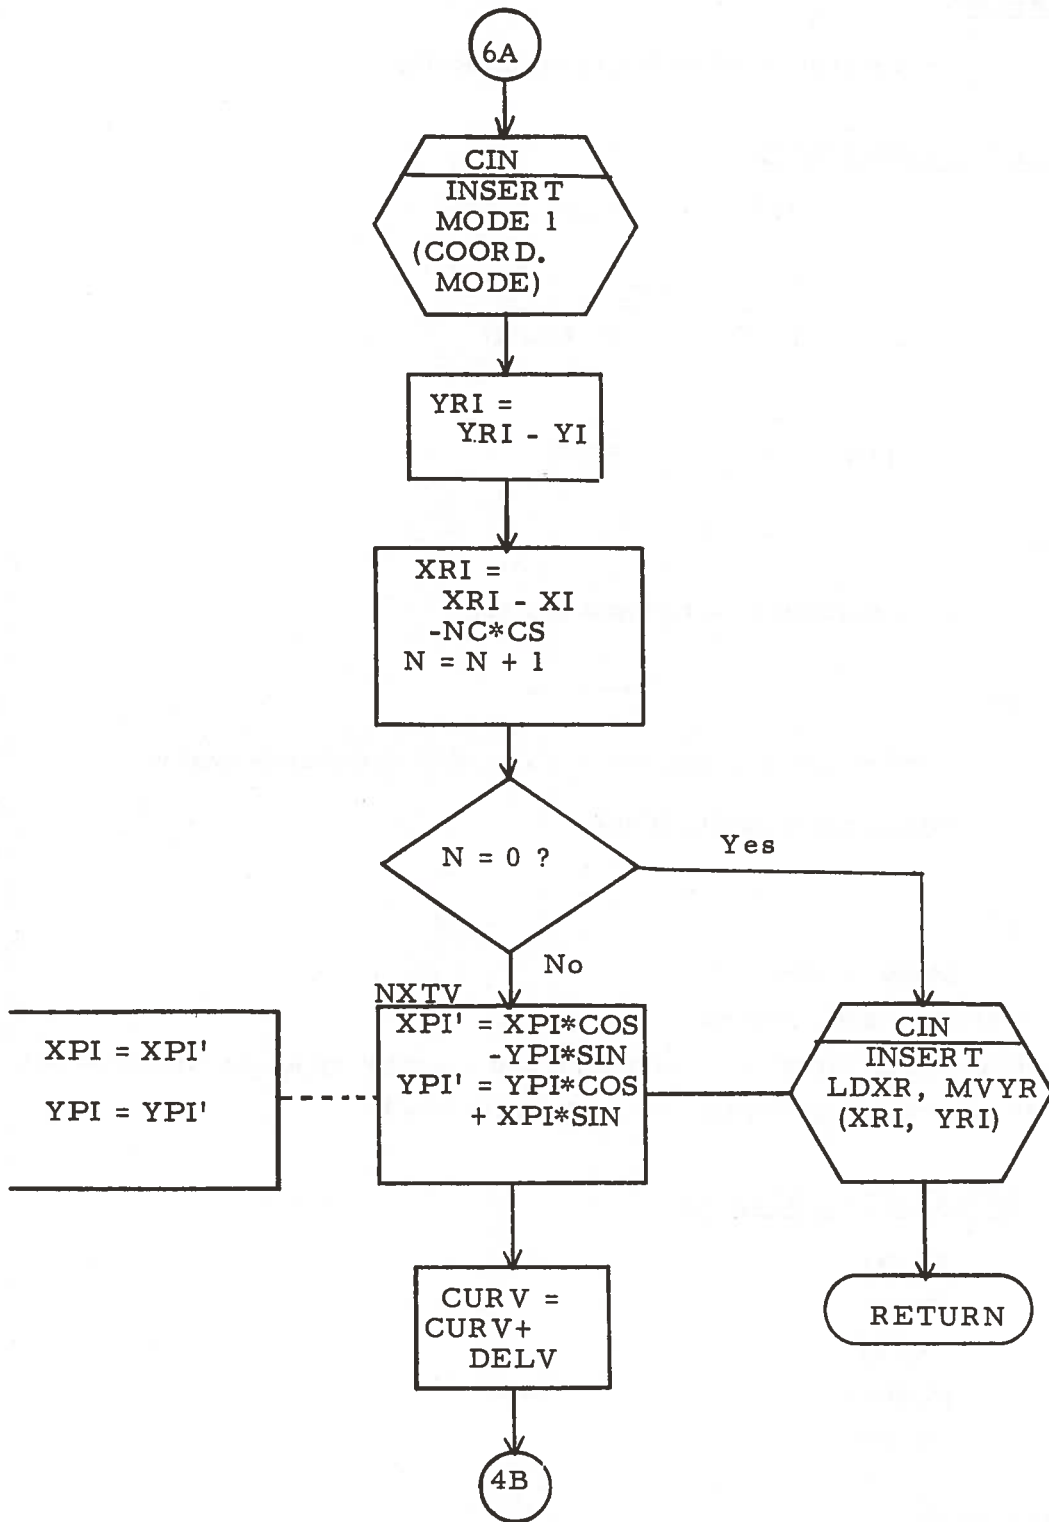 6A
CIN
INSERT
MODE 1
(COORD.
MODE)
YRI =
YRI - YI
XRI =
XRI - XI
-NC*CS
N = N + 1
N = 0 ?
Yes
No
NXTV
XPI' = XPI*COS
-YPI*SIN
YPI' = YPI*COS
+ XPI*SIN
XPI = XPI'
YPI = YPI'
CIN
INSERT
LDXR, MVYR
(XRI, YRI)
RETURN
CURV =
CURV+
DELV
4B